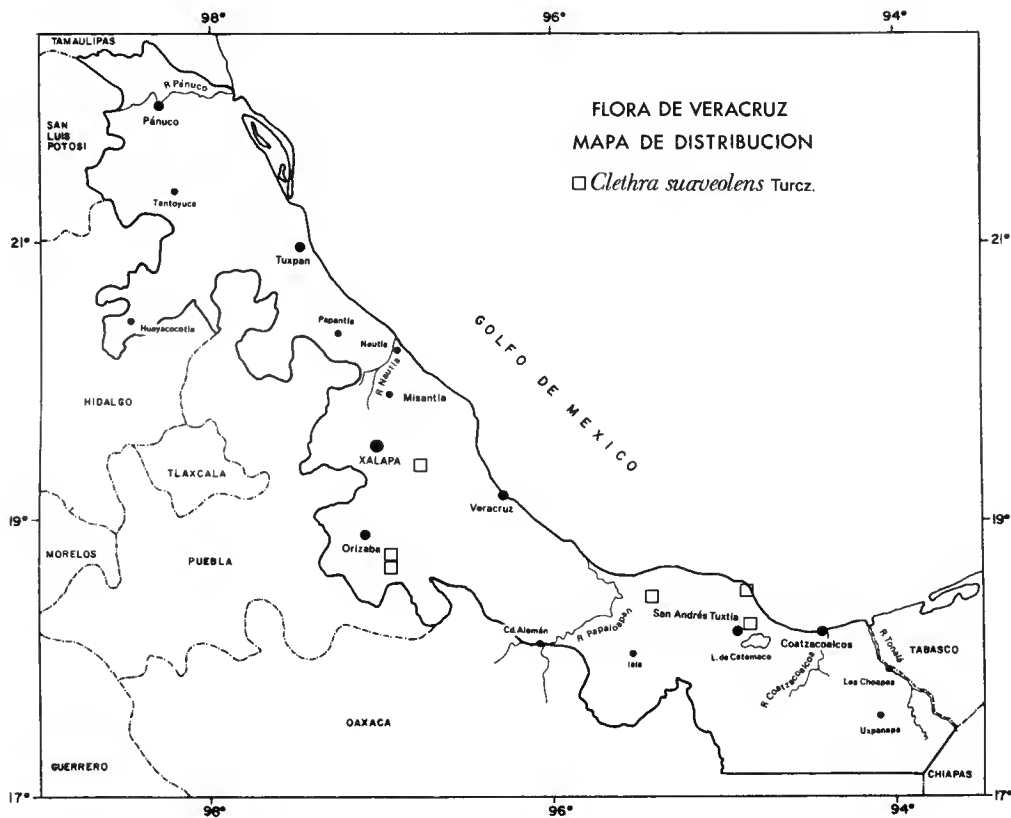 98° 96° 94°
TAMAULIPAS
R Pánuco
Pánuco
SAN
LUIS
POTOSI
FLORA DE VERACRUZ
MAPA DE DISTRIBUCION
Clethra suaveolens Turcz.
Tantoyuca
21° 21°
Tuxpan
Huayacocotla
Papantla
Nautla
R Nautla
GOLFO DE MEXICO
HIDALGO
Misantla
XALAPA
TLAXCALA
Veracruz
19° 19°
MORELOS
PUEBLA
Orizaba
San Andrés Tuxtla
R Papaloapan
Cd. Alemán
Isla
L. de Catemaco
Coatzacoalcos
R Coatzacoalcos
R Tonalá
TABASCO
Las Choapas
Uxpanapa
OAXACA
GUERRERO
CHIAPAS
17° 17°
98° 96° 94°